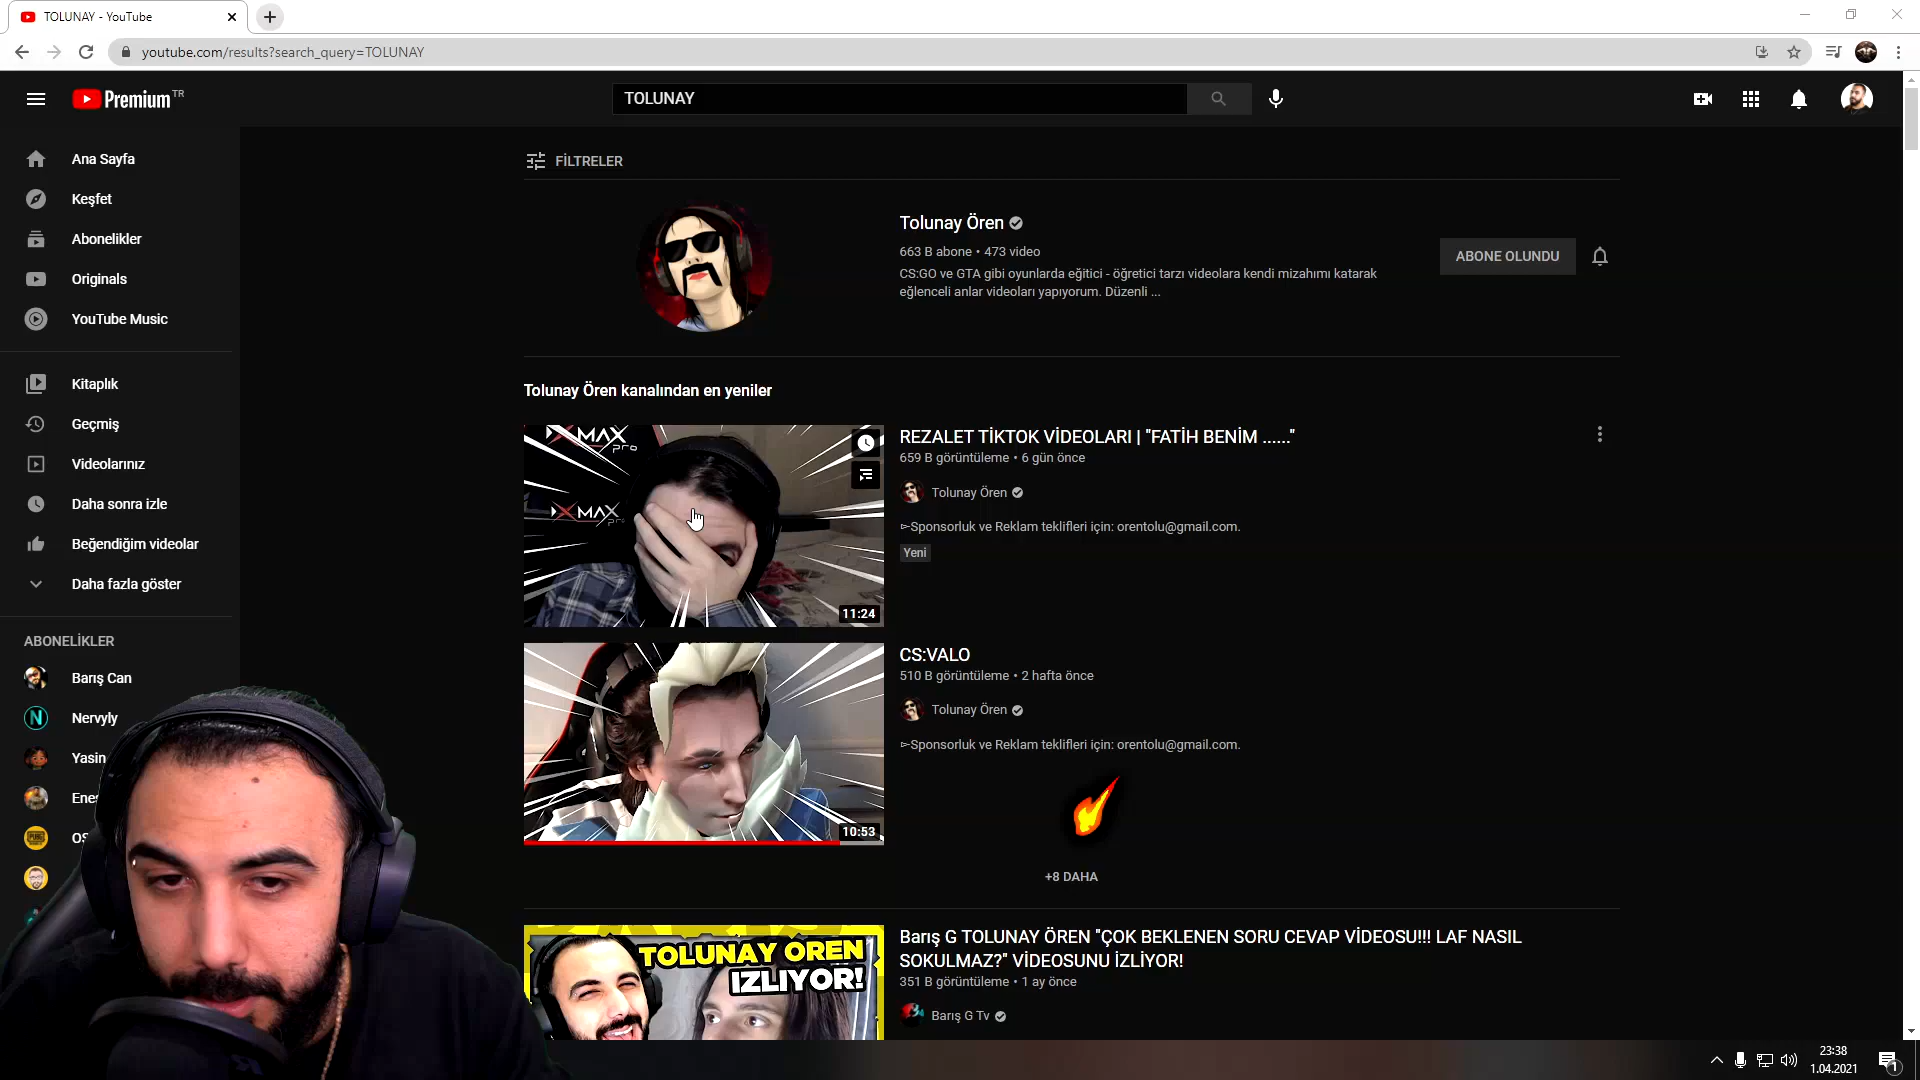 TOLUNAY - YouTube
youtube.com/results?search_query=TOLUNAY
Premium TR
TOLUNAY
Ana Sayfa
Keşfet
Abonelikler
Originals
YouTube Music
Kitaplık
Geçmiş
Videolarınız
Daha sonra izle
Beğendiğim videolar
Daha fazla göster
ABONELİKLER
Barış Can
N
Nervyly
Yasin
FİLTRELER
Tolunay Ören
663 B abone • 473 video
CS:GO ve GTA gibi oyunlarda eğitici - öğretici tarzı videolara kendi mizahımı katarak
eğlenceli anlar videoları yapıyorum. Düzenli ...
ABONE OLUNDU
Tolunay Ören kanalından en yeniler
XMAX
pro
XMAX
11:24
REZALET TİKTOK VİDEOLARI | "FATİH BENİM ......"
659 B görüntüleme • 6 gün önce
Tolunay Ören
▻Sponsorluk ve Reklam teklifleri için: orentolu@gmail.com.
Yeni
10:53
CS:VALO
510 B görüntüleme • 2 hafta önce
Tolunay Ören
▻Sponsorluk ve Reklam teklifleri için: orentolu@gmail.com.
+8 DAHA
TOLUNAY ÖREN
IZLIYOR!
Barış G TOLUNAY ÖREN "ÇOK BEKLENEN SORU CEVAP VİDEOSU!!! LAF NASIL
SOKULMAZ?" VİDEOSUNU İZLİYOR!
351 B görüntüleme • 1 ay önce
Barış G Tv
23:38
1.04.2021
1